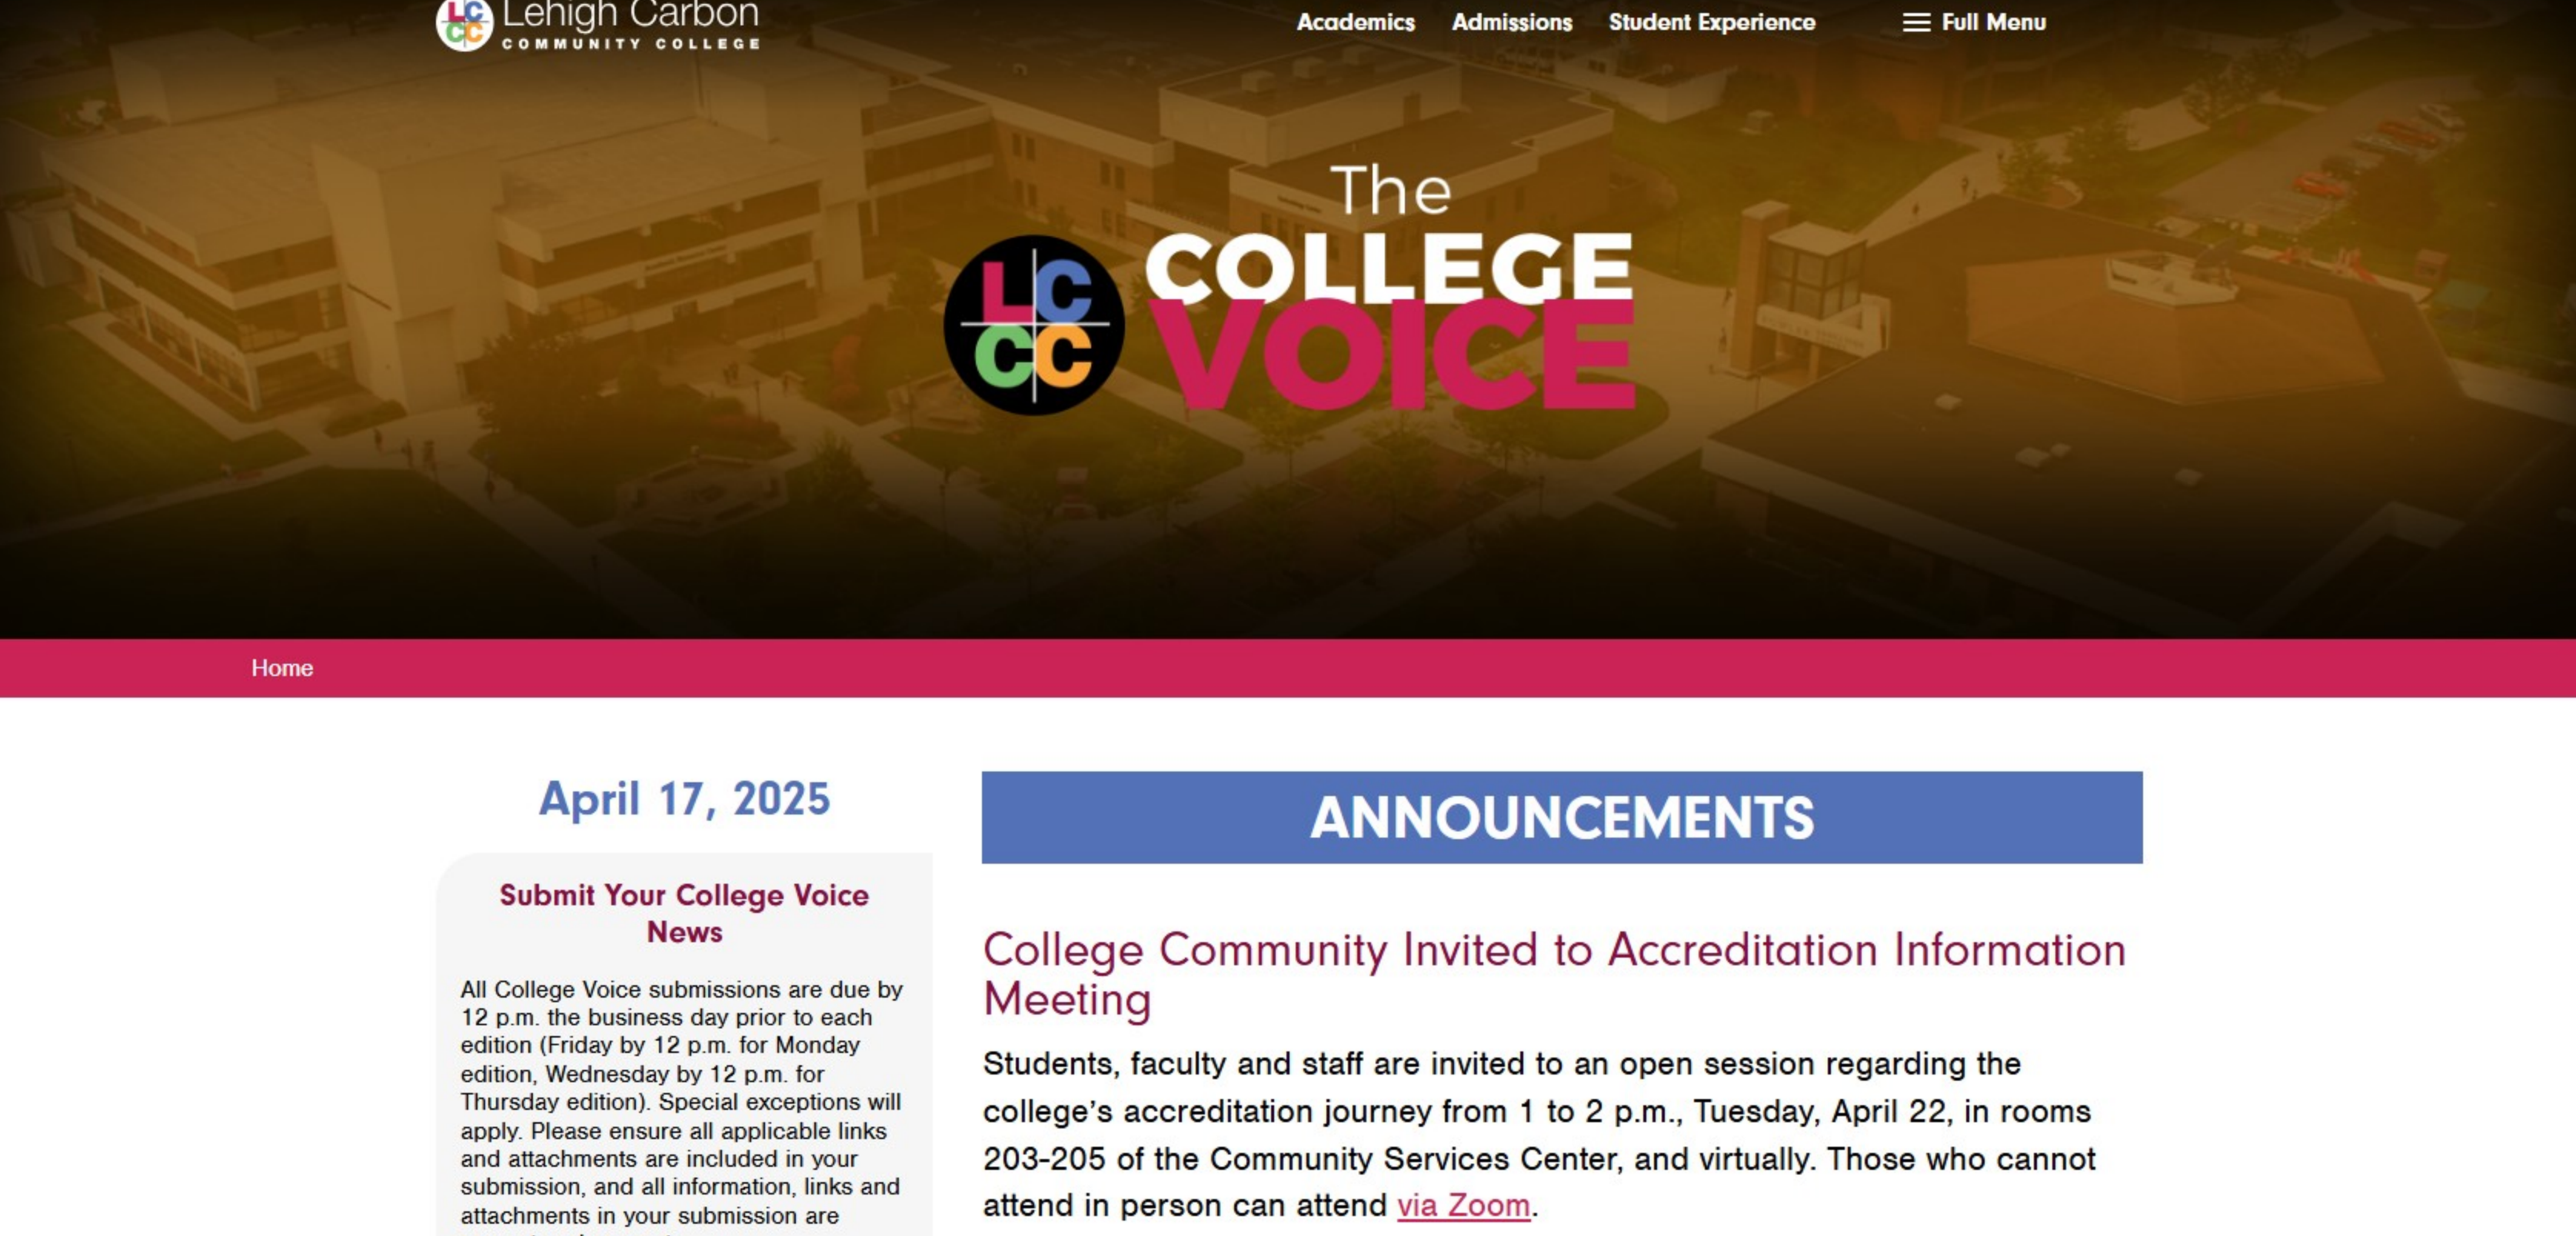 LC
CC
Lehigh Carbon
COMMUNITY COLLEGE
Academics
Admissions
Student Experience
Full Menu
The
COLLEGE
VOICE
LC
CC
Home
April 17, 2025
Submit Your College Voice
News
All College Voice submissions are due by
12 p.m. the business day prior to each
edition (Friday by 12 p.m. for Monday
edition, Wednesday by 12 p.m. for
Thursday edition). Special exceptions will
apply. Please ensure all applicable links
and attachments are included in your
submission, and all information, links and
attachments in your submission are
ANNOUNCEMENTS
College Community Invited to Accreditation Information
Meeting
Students, faculty and staff are invited to an open session regarding the
college’s accreditation journey from 1 to 2 p.m., Tuesday, April 22, in rooms
203-205 of the Community Services Center, and virtually. Those who cannot
attend in person can attend via Zoom.